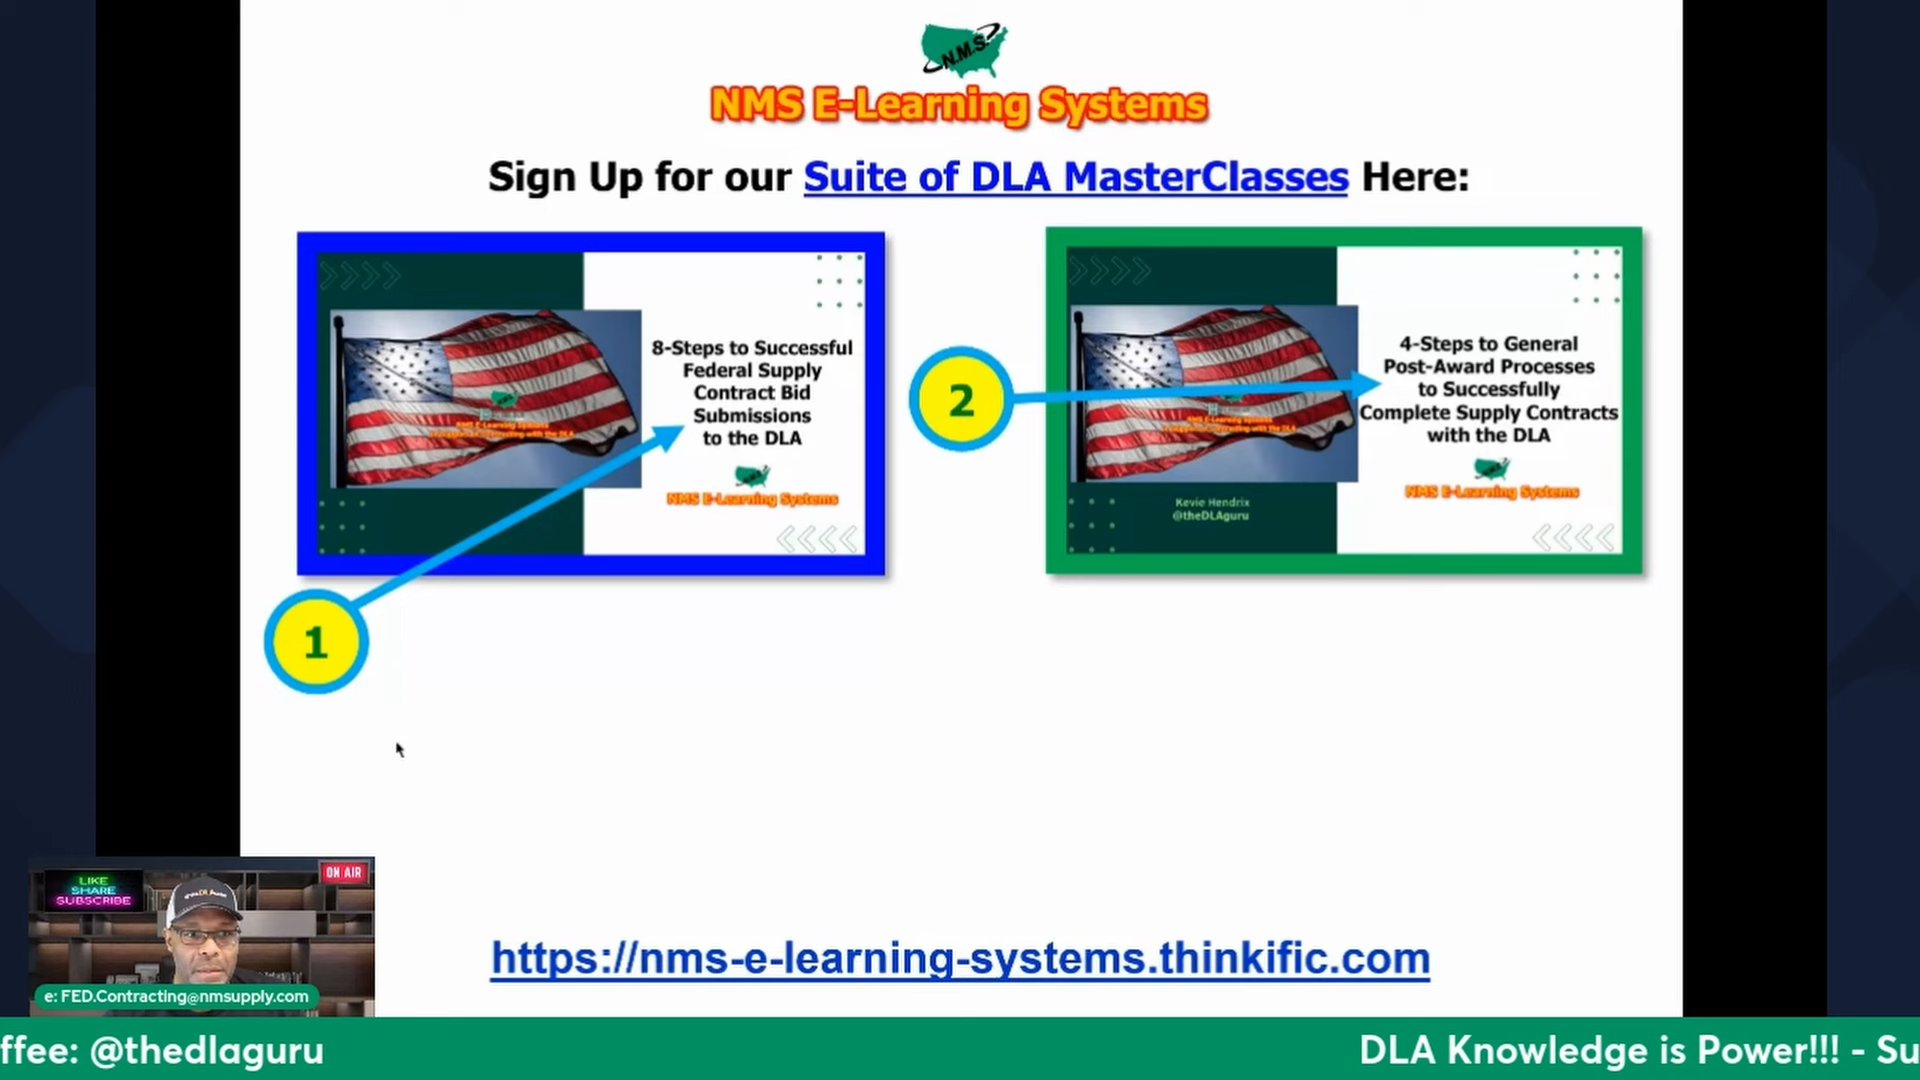 N.M.S.
NMS E-Learning Systems
Sign Up for our Suite of DLA MasterClasses Here:
8-Steps to Successful
Federal Supply
Contract Bid
Submissions
to the DLA
NMS E-Learning Systems
1
2
4-Steps to General
Post-Award Processes
to Successfully
Complete Supply Contracts
with the DLA
NMS E-Learning Systems
Kevie Hendrix
@theDLAguru
https://nms-e-learning-systems.thinkific.com
LIKE
SHARE
SUBSCRIBE
ON AIR
e: FED.Contracting@nmsupply.com
ffee: @thedlaguru
DLA Knowledge is Power!!! - Su